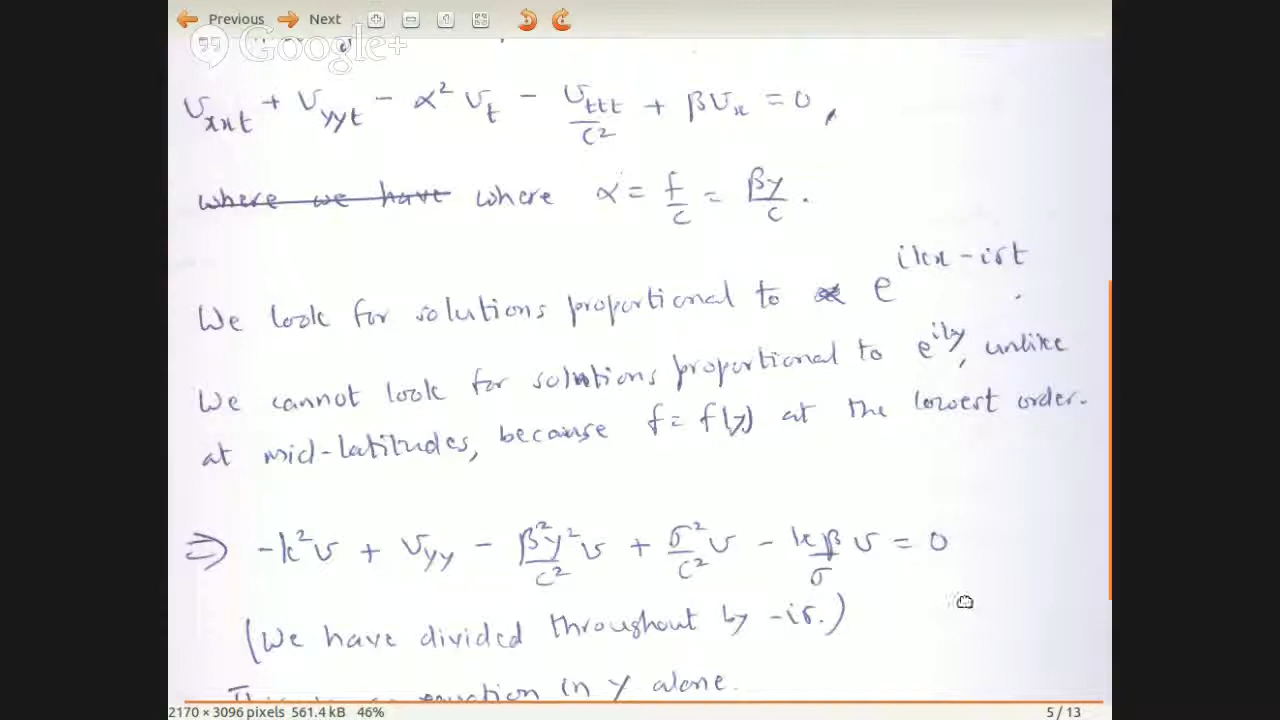 Previous Next
Google+
v_xxt + v_yyt - α² v_t - v_ttt/c² + βv_x = 0,
where we have where α = f/c = βy/c .
We look for solutions proportional to e^(ikx - iσt) .
We cannot look for solutions proportional to e^(ily), unlike
at mid-latitudes, because f = f(y) at the lowest order.
⇒ -k²v + v_yy - β²y²/c² v + σ²/c² v - kβ/σ v = 0
(We have divided throughout by -iσ.)
equation in y alone.
2170 × 3096 pixels 561.4 kB 46% 5 / 13